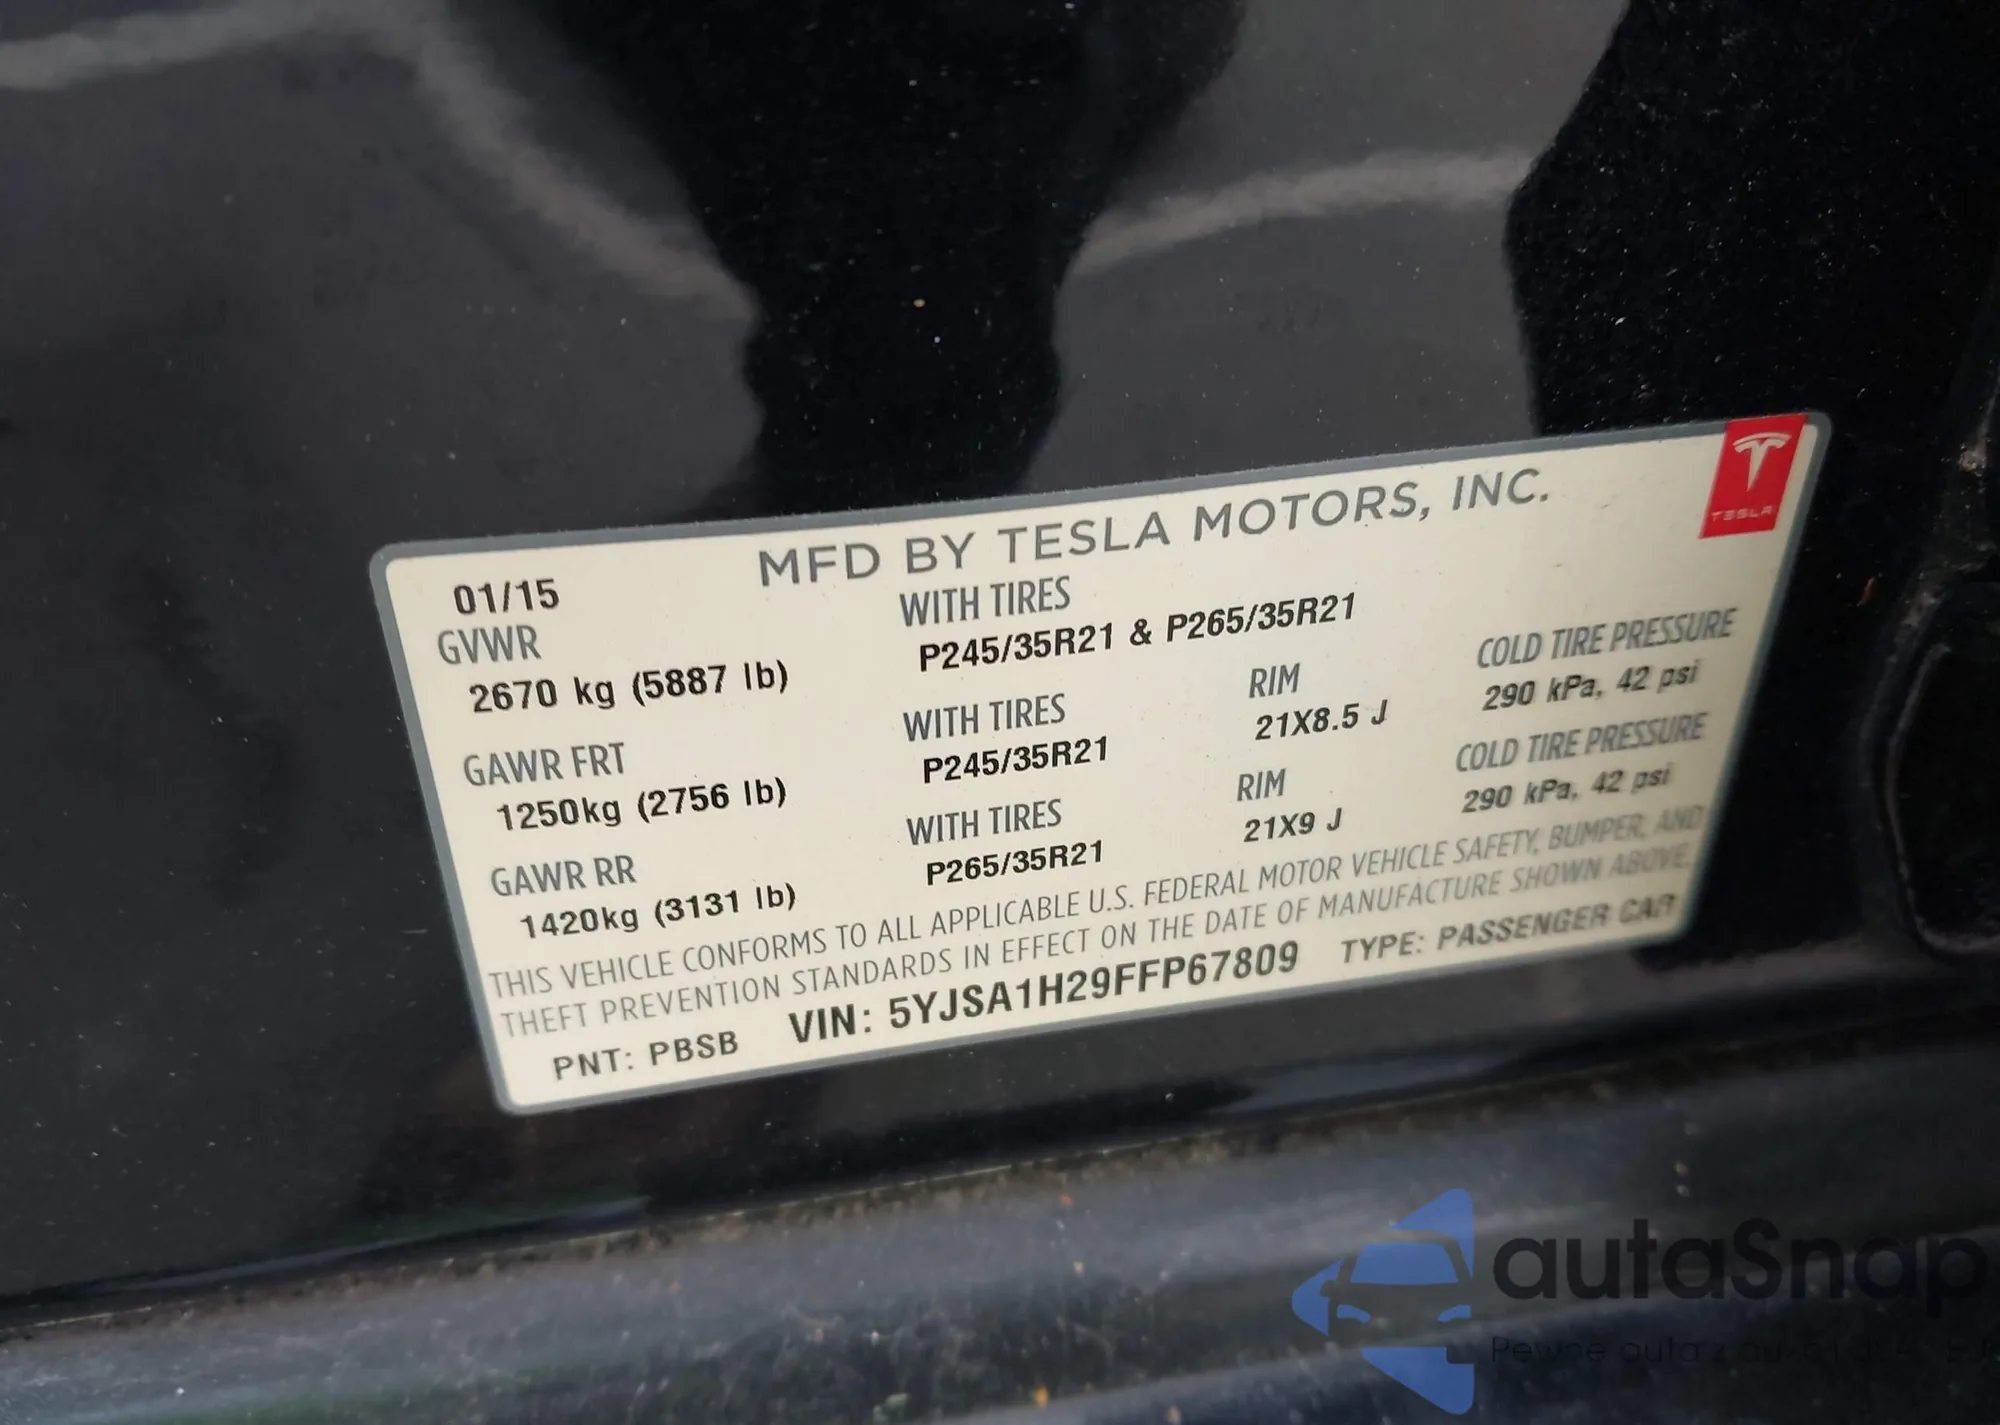 MFD BY TESLA MOTORS, INC.
TESLA
01/15
WITH TIRES
GVWR
P245/35R21 & P265/35R21
2670 kg (5887 lb)
WITH TIRES
RIM
COLD TIRE PRESSURE
GAWR FRT
P245/35R21
21X8.5 J
290 kPa, 42 psi
1250kg (2756 lb)
WITH TIRES
RIM
COLD TIRE PRESSURE
GAWR RR
P265/35R21
21X9 J
290 kPa, 42 psi
1420kg (3131 lb)
THIS VEHICLE CONFORMS TO ALL APPLICABLE U.S. FEDERAL MOTOR VEHICLE SAFETY, BUMPER, AND
THEFT PREVENTION STANDARDS IN EFFECT ON THE DATE OF MANUFACTURE SHOWN ABOVE.
PNT: PBSB VIN: 5YJSA1H29FFP67809 TYPE: PASSENGER CAR
autaSnap
Pewne auta z